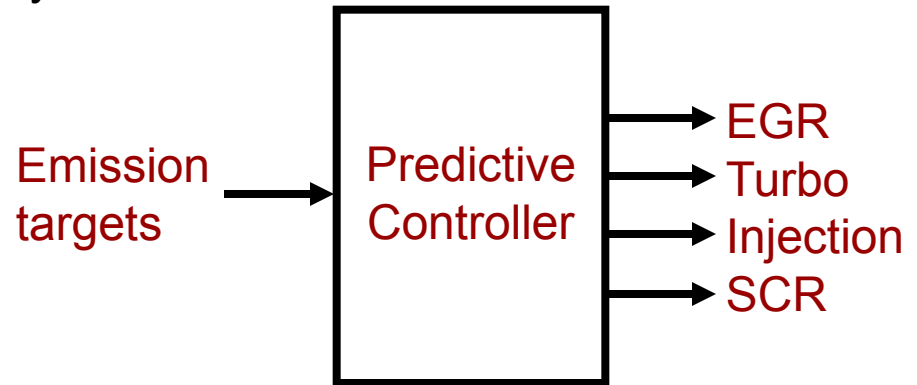 Emission
targets
Predictive
Controller
EGR
Turbo
Injection
SCR